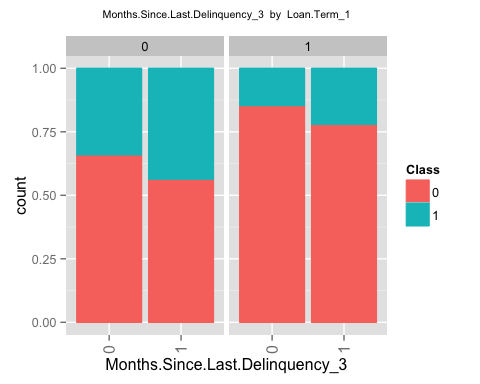 Months.Since.Last.Delinquency_3 by Loan.Term_1
0 1
1.00
0.75
0.50
0.25
0.00
count
0 1 0 1
Months.Since.Last.Delinquency_3
Class
0
1